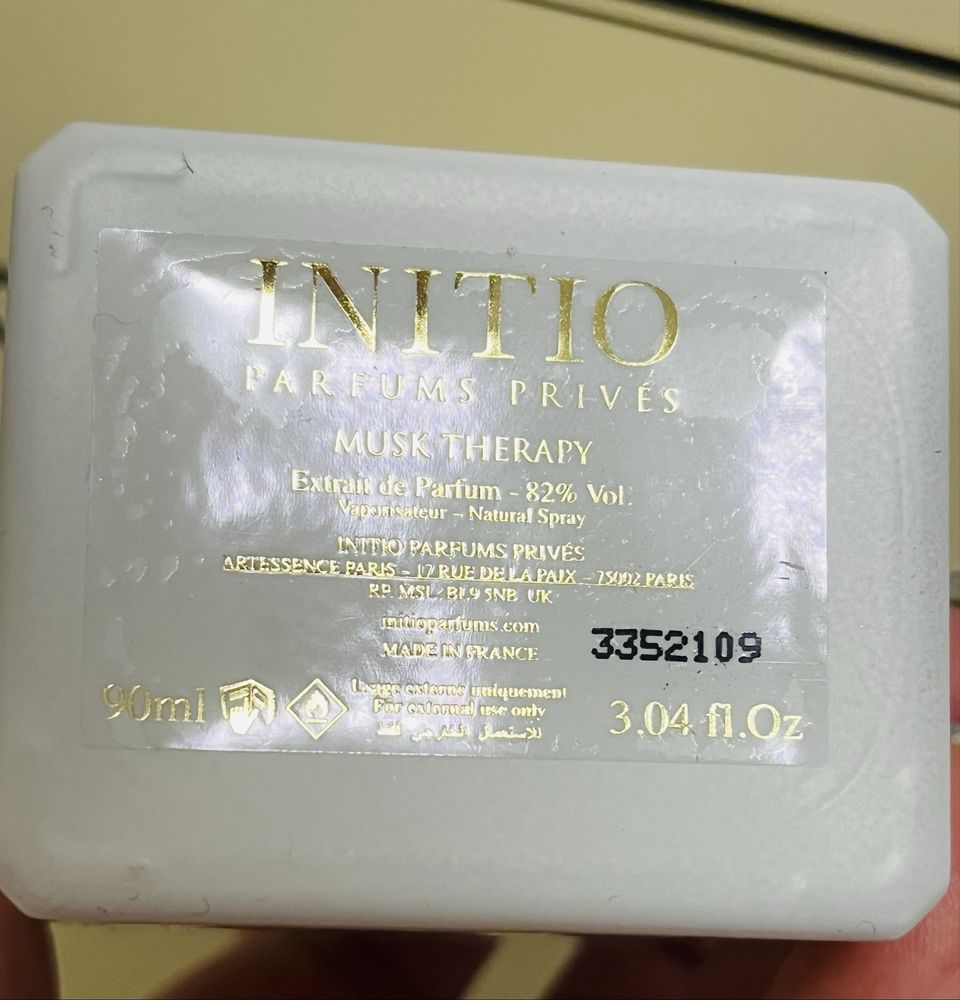 INITIO
PARFUMS PRIVÉS
MUSK THERAPY
Extrait de Parfum - 82% Vol.
Vaporisateur – Natural Spray
INITIO PARFUMS PRIVÉS
ARTESSENCE PARIS – 17 RUE DE LA PAIX – 75002 PARIS
RP. MSL, BL9 5NB, UK
initioparfums.com
MADE IN FRANCE
3352109
90ml
Usage externe uniquement
For external use only
للاستعمال الخارجي
3.04 fl.Oz